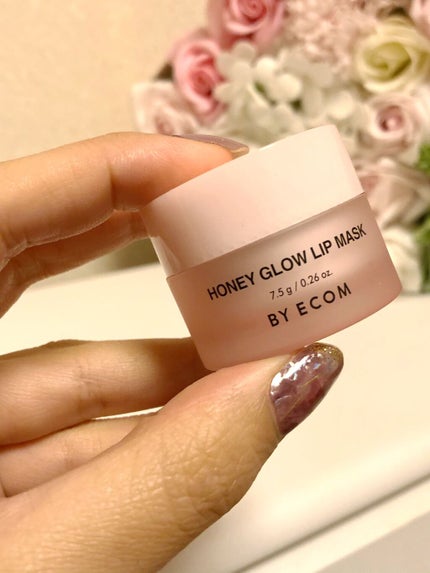 HONEY GLOW LIP MASK
7.5 g / 0.26 oz.
BY ECOM